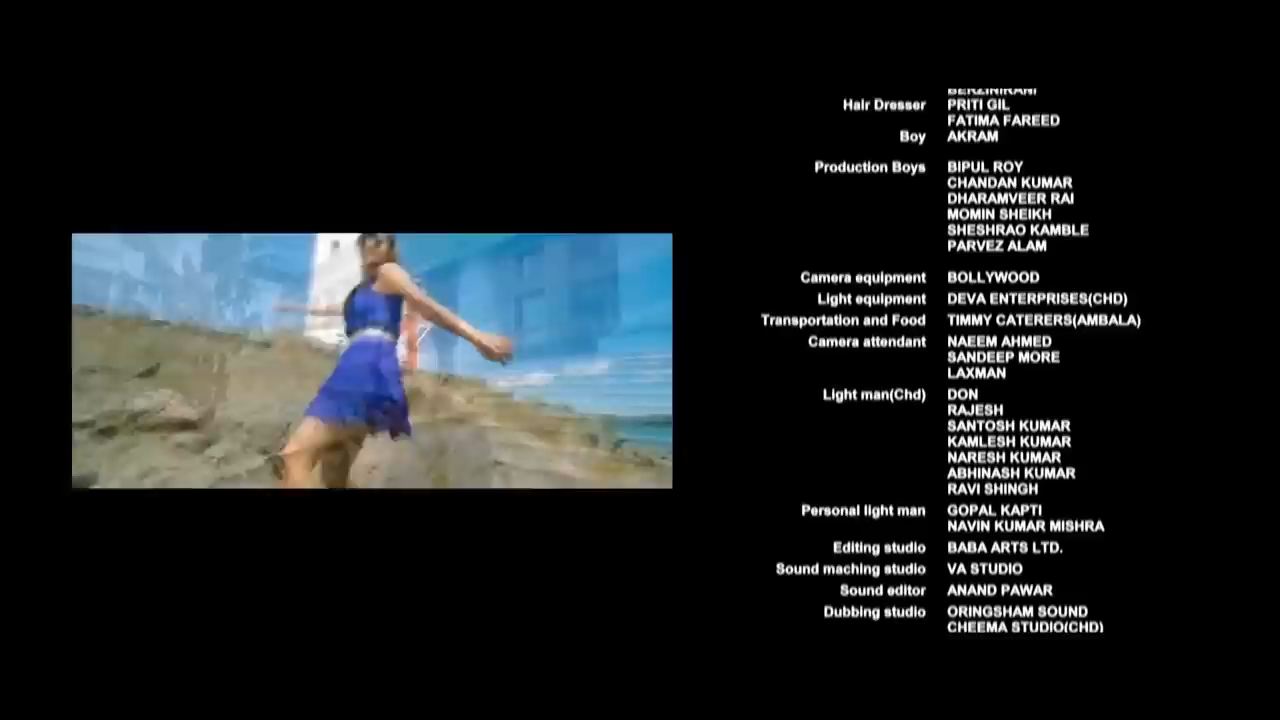 BERZINIRANI
Hair Dresser PRITI GIL
FATIMA FAREED
Boy AKRAM
Production Boys BIPUL ROY
CHANDAN KUMAR
DHARAMVEER RAI
MOMIN SHEIKH
SHESHRAO KAMBLE
PARVEZ ALAM
Camera equipment BOLLYWOOD
Light equipment DEVA ENTERPRISES(CHD)
Transportation and Food TIMMY CATERERS(AMBALA)
Camera attendant NAEEM AHMED
SANDEEP MORE
LAXMAN
Light man(Chd) DON
RAJESH
SANTOSH KUMAR
KAMLESH KUMAR
NARESH KUMAR
ABHINASH KUMAR
RAVI SHINGH
Personal light man GOPAL KAPTI
NAVIN KUMAR MISHRA
Editing studio BABA ARTS LTD.
Sound maching studio VA STUDIO
Sound editor ANAND PAWAR
Dubbing studio ORINGSHAM SOUND
CHEEMA STUDIO(CHD)